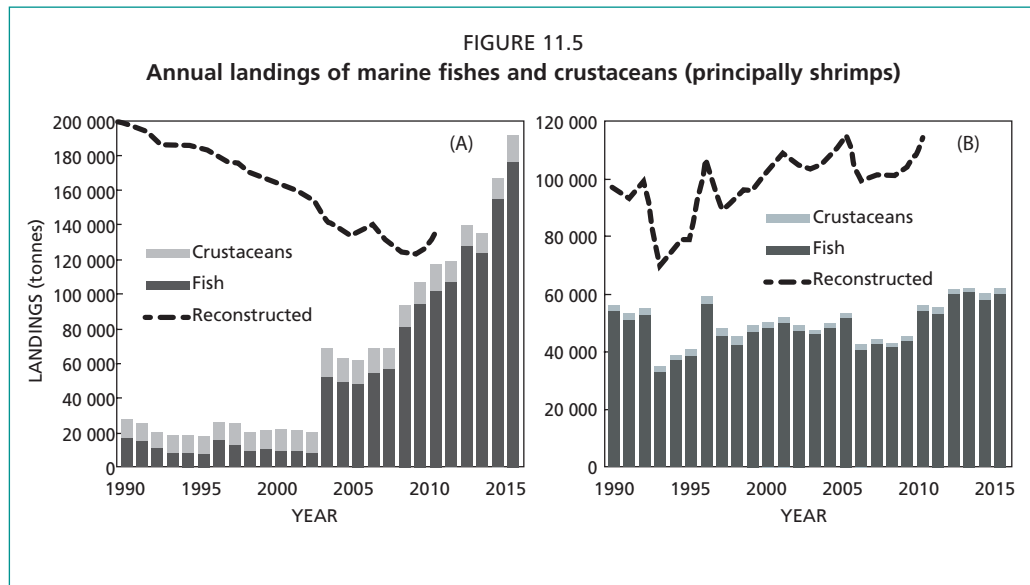 FIGURE 11.5
Annual landings of marine fishes and crustaceans (principally shrimps)
LANDINGS (tonnes)
200 000
180 000
160 000
140 000
120 000
100 000
80 000
60 000
40 000
20 000
0
(A)
Crustaceans
Fish
Reconstructed
1990 1995 2000 2005 2010 2015
YEAR
120 000
100 000
80 000
60 000
40 000
20 000
0
(B)
Crustaceans
Fish
Reconstructed
1990 1995 2000 2005 2010 2015
YEAR